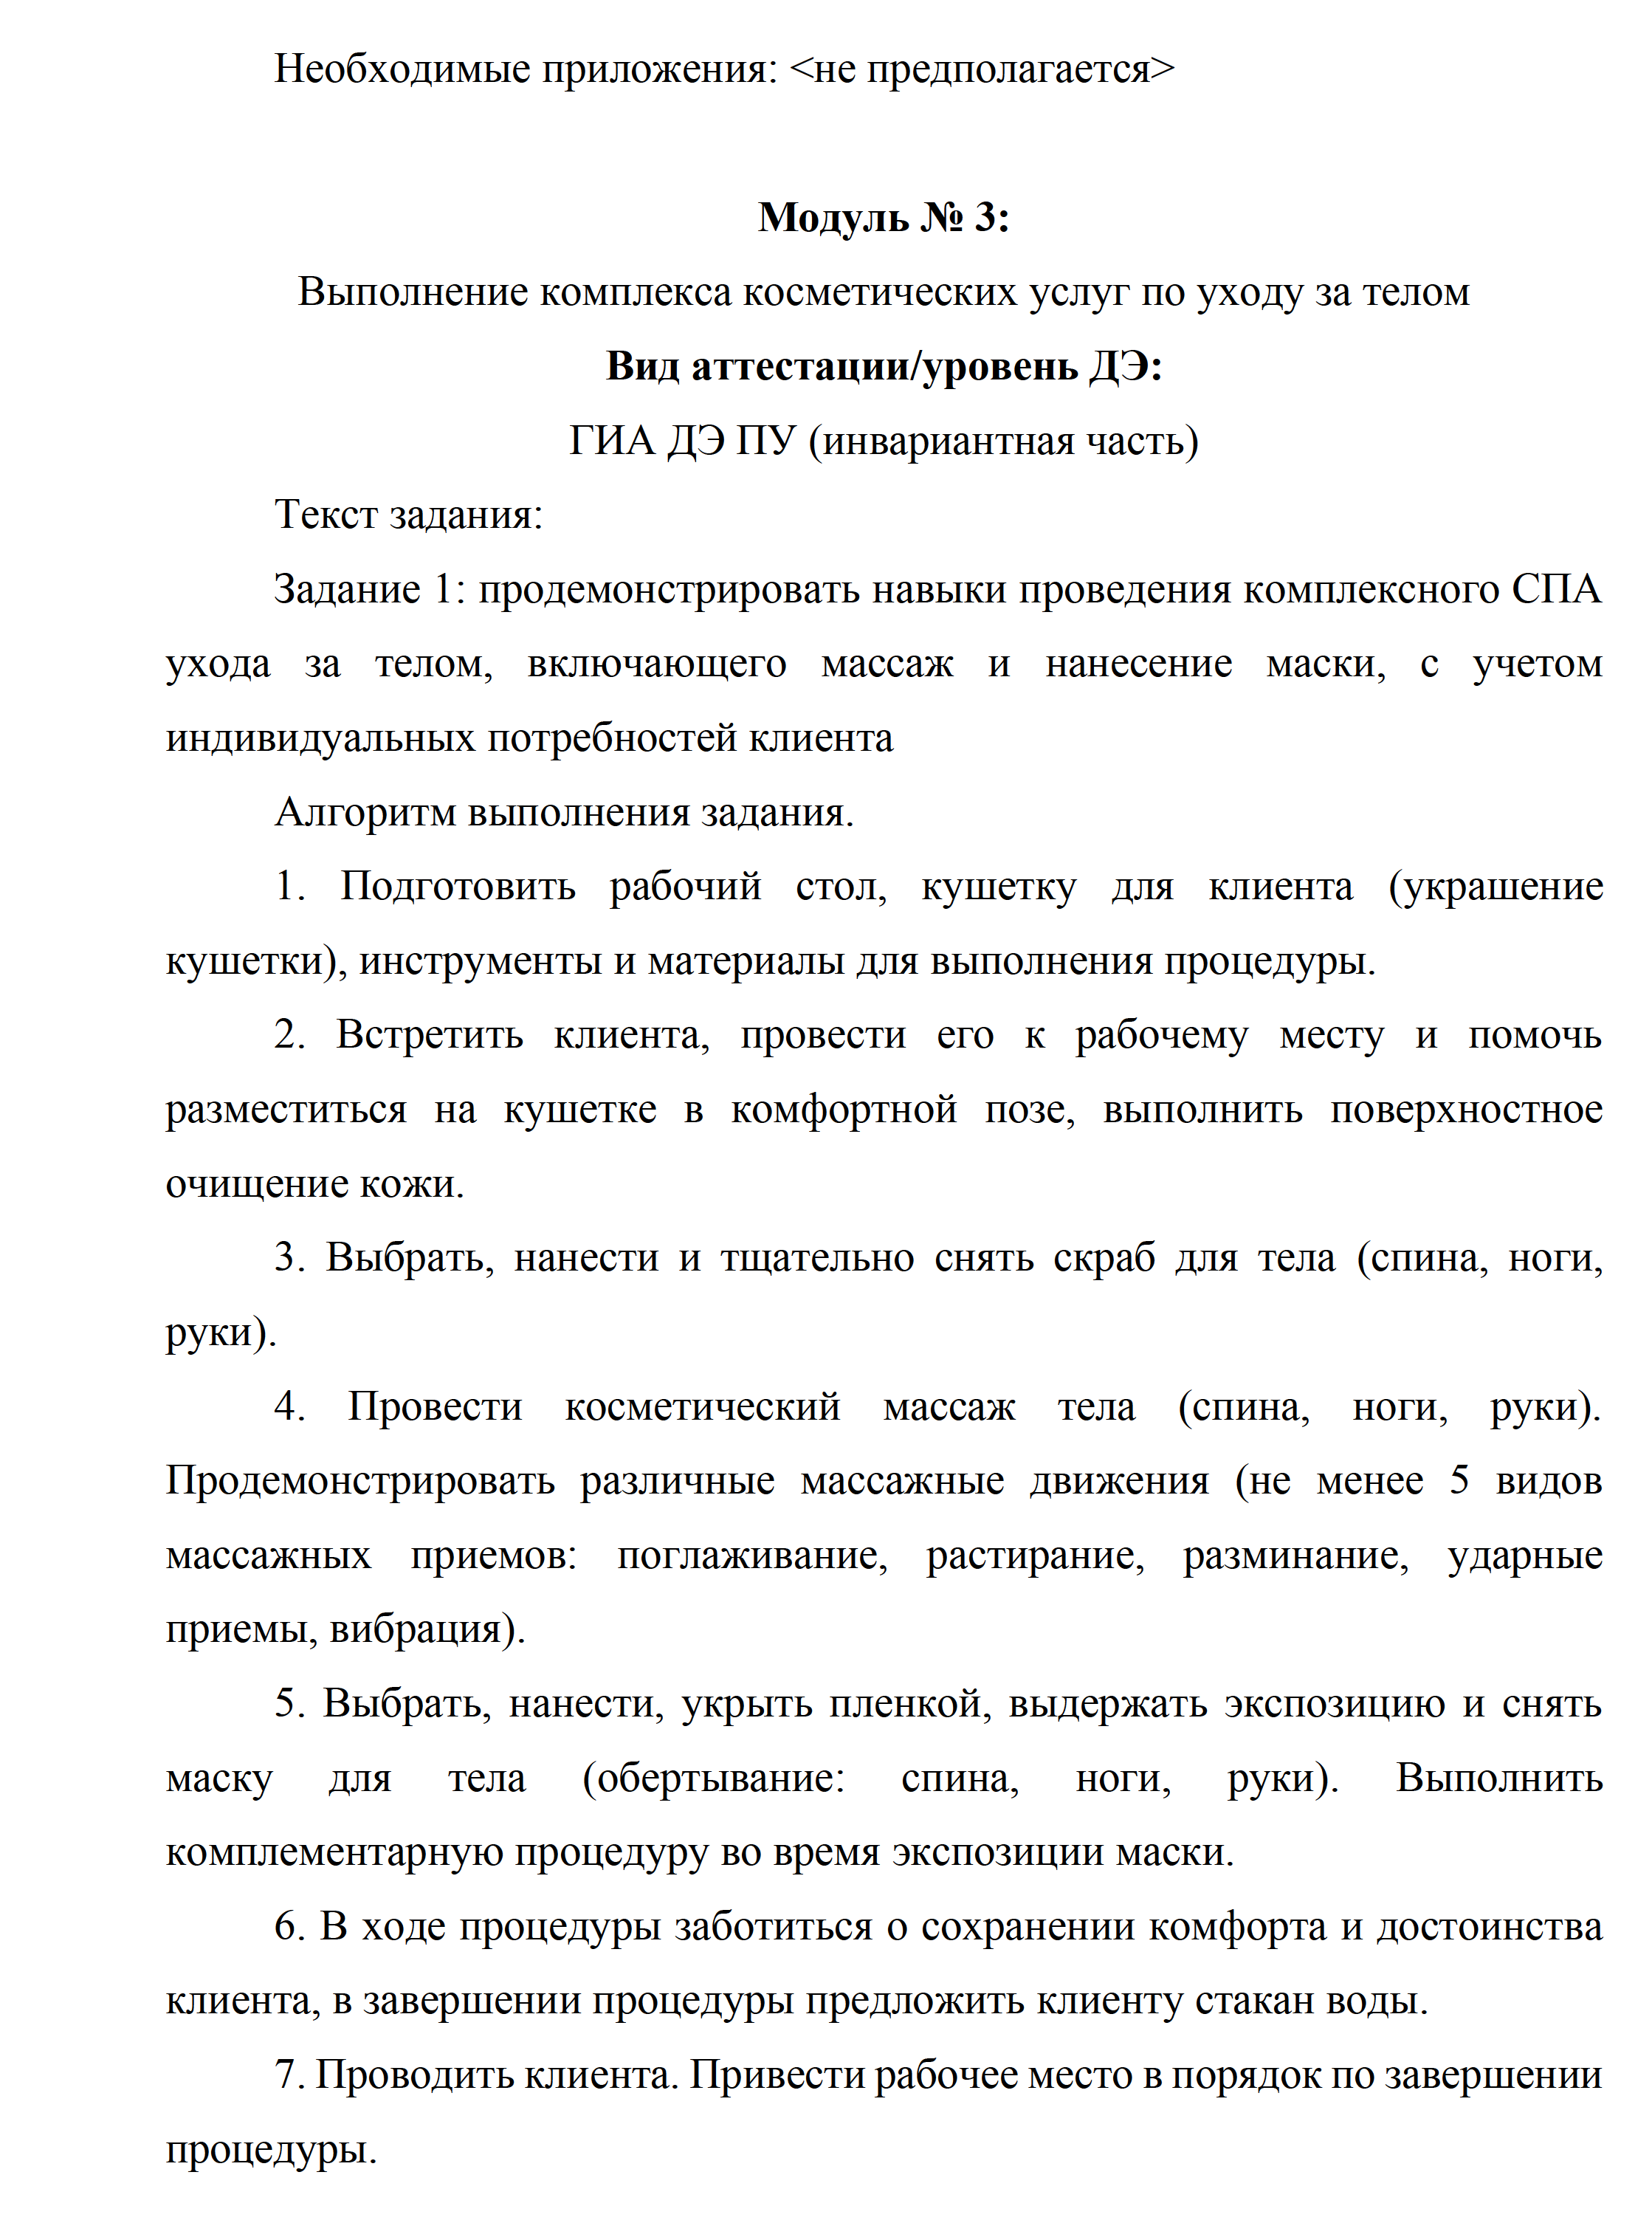 Необходимые приложения: <не предполагается>
Модуль № 3:
Выполнение комплекса косметических услуг по уходу за телом
Вид аттестации/уровень ДЭ:
ГИА ДЭ ПУ (инвариантная часть)
Текст задания:
Задание 1: продемонстрировать навыки проведения комплексного СПА
ухода за телом, включающего массаж и нанесение маски, с учетом
индивидуальных потребностей клиента
Алгоритм выполнения задания.
1. Подготовить рабочий стол, кушетку для клиента (украшение
кушетки), инструменты и материалы для выполнения процедуры.
2. Встретить клиента, провести его к рабочему месту и помочь
разместиться на кушетке в комфортной позе, выполнить поверхностное
очищение кожи.
3. Выбрать, нанести и тщательно снять скраб для тела (спина, ноги,
руки).
4. Провести косметический массаж тела (спина, ноги, руки).
Продемонстрировать различные массажные движения (не менее 5 видов
массажных приемов: поглаживание, растирание, разминание, ударные
приемы, вибрация).
5. Выбрать, нанести, укрыть пленкой, выдержать экспозицию и снять
маску для тела (обертывание: спина, ноги, руки). Выполнить
комплементарную процедуру во время экспозиции маски.
6. В ходе процедуры заботиться о сохранении комфорта и достоинства
клиента, в завершении процедуры предложить клиенту стакан воды.
7. Проводить клиента. Привести рабочее место в порядок по завершении
процедуры.